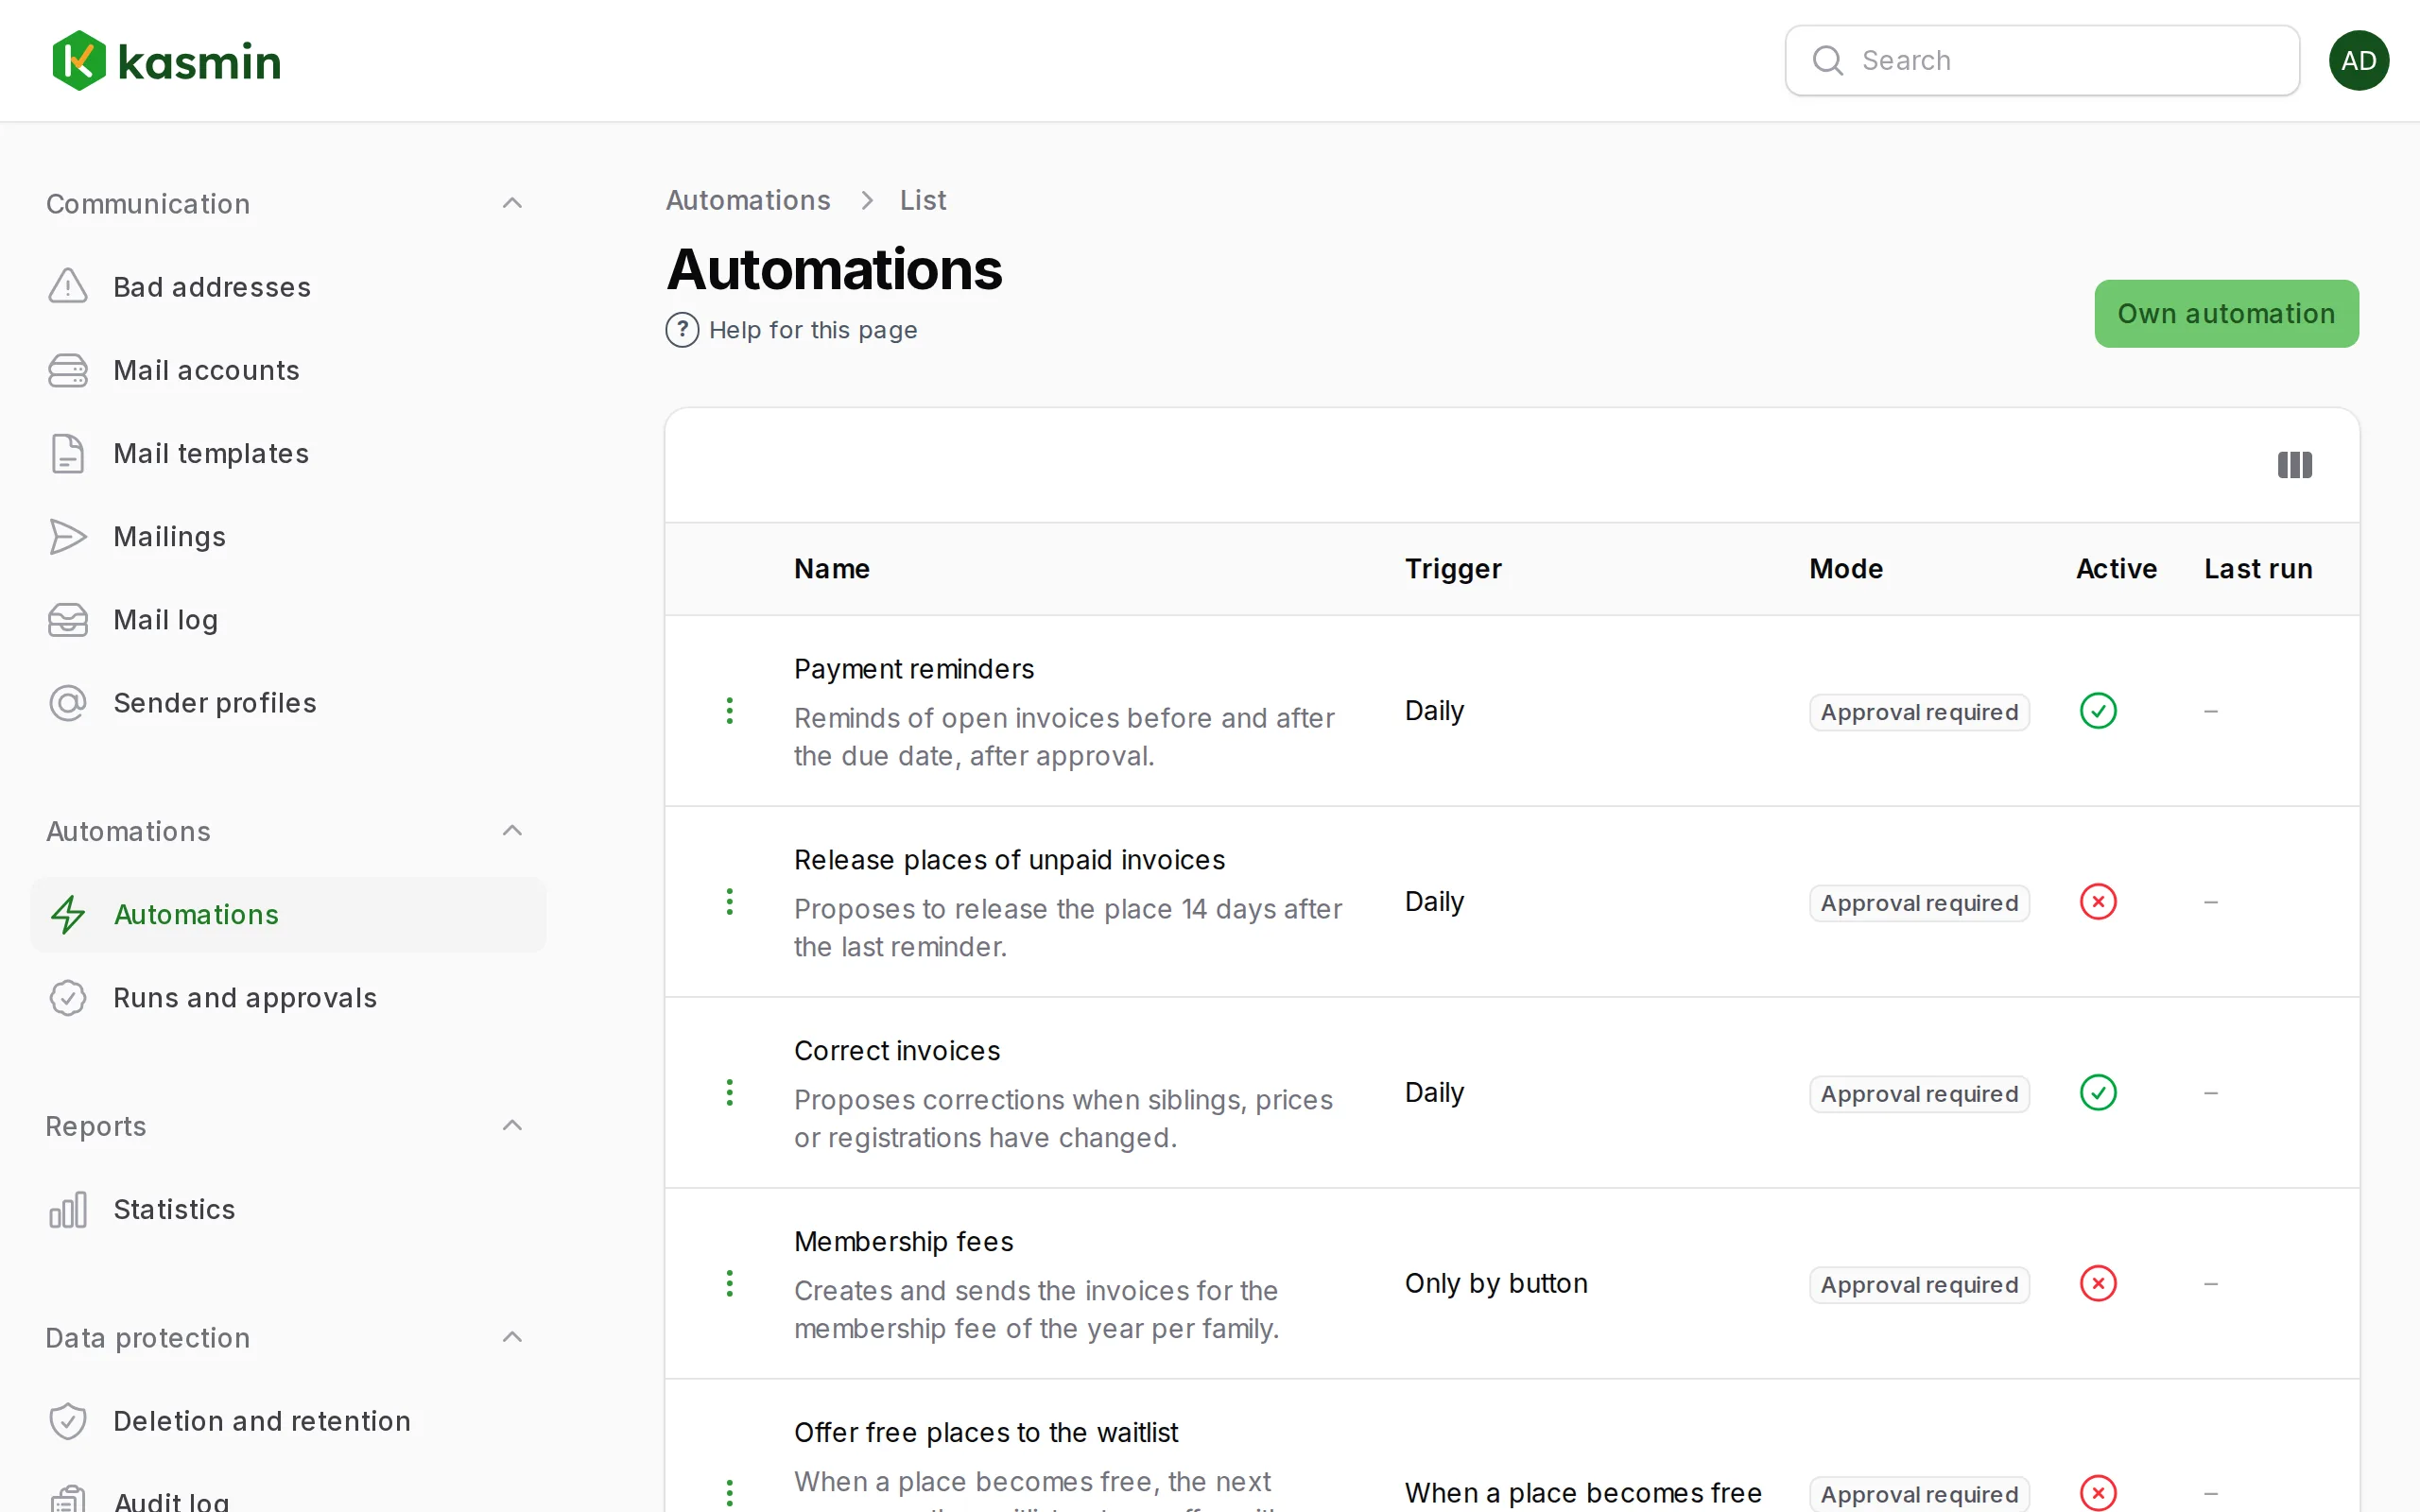 kasmin
Search
AD
Communication
Bad addresses
Mail accounts
Mail templates
Mailings
Mail log
Sender profiles
Automations
Automations
Runs and approvals
Reports
Statistics
Data protection
Deletion and retention
Audit log
Automations > List
Automations
? Help for this page
Own automation
Name Trigger Mode Active Last run
Payment reminders
Reminds of open invoices before and after
the due date, after approval.
Daily Approval required –
Release places of unpaid invoices
Proposes to release the place 14 days after
the last reminder.
Daily Approval required –
Correct invoices
Proposes corrections when siblings, prices
or registrations have changed.
Daily Approval required –
Membership fees
Creates and sends the invoices for the
membership fee of the year per family.
Only by button Approval required –
Offer free places to the waitlist
When a place becomes free, the next
When a place becomes free Approval required –